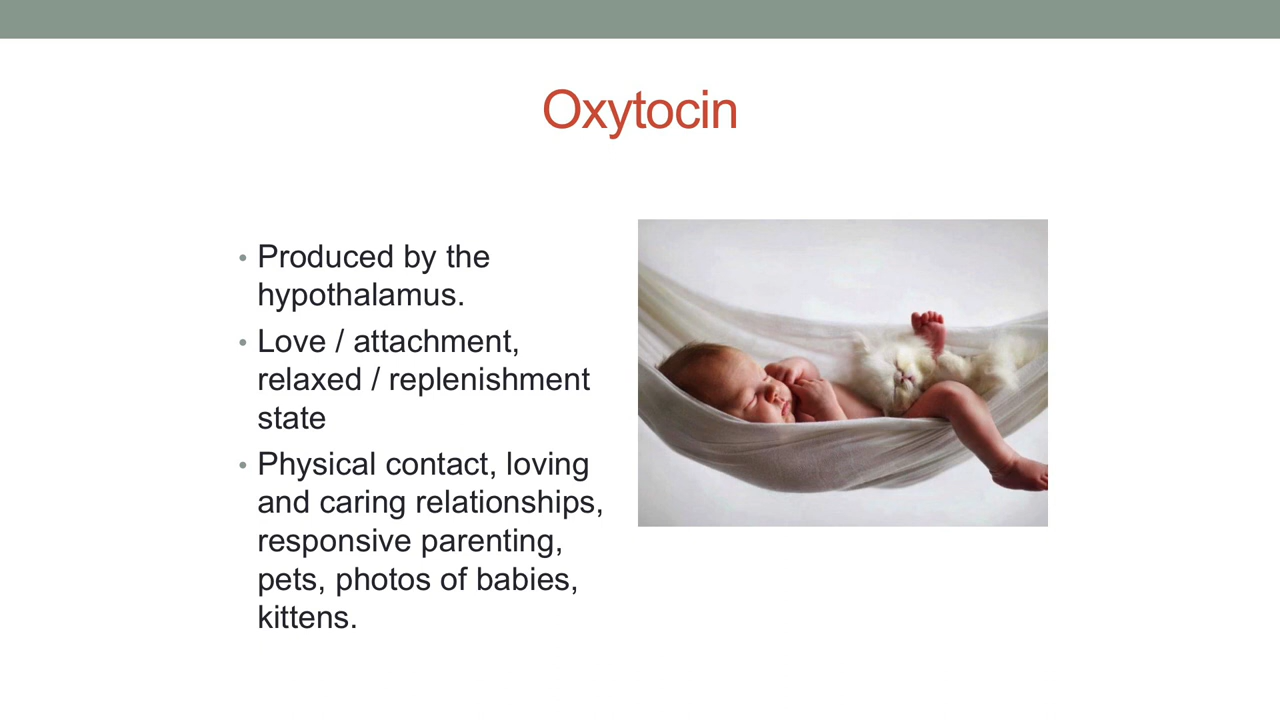 Oxytocin
• Produced by the
hypothalamus.
• Love / attachment,
relaxed / replenishment
state
• Physical contact, loving
and caring relationships,
responsive parenting,
pets, photos of babies,
kittens.